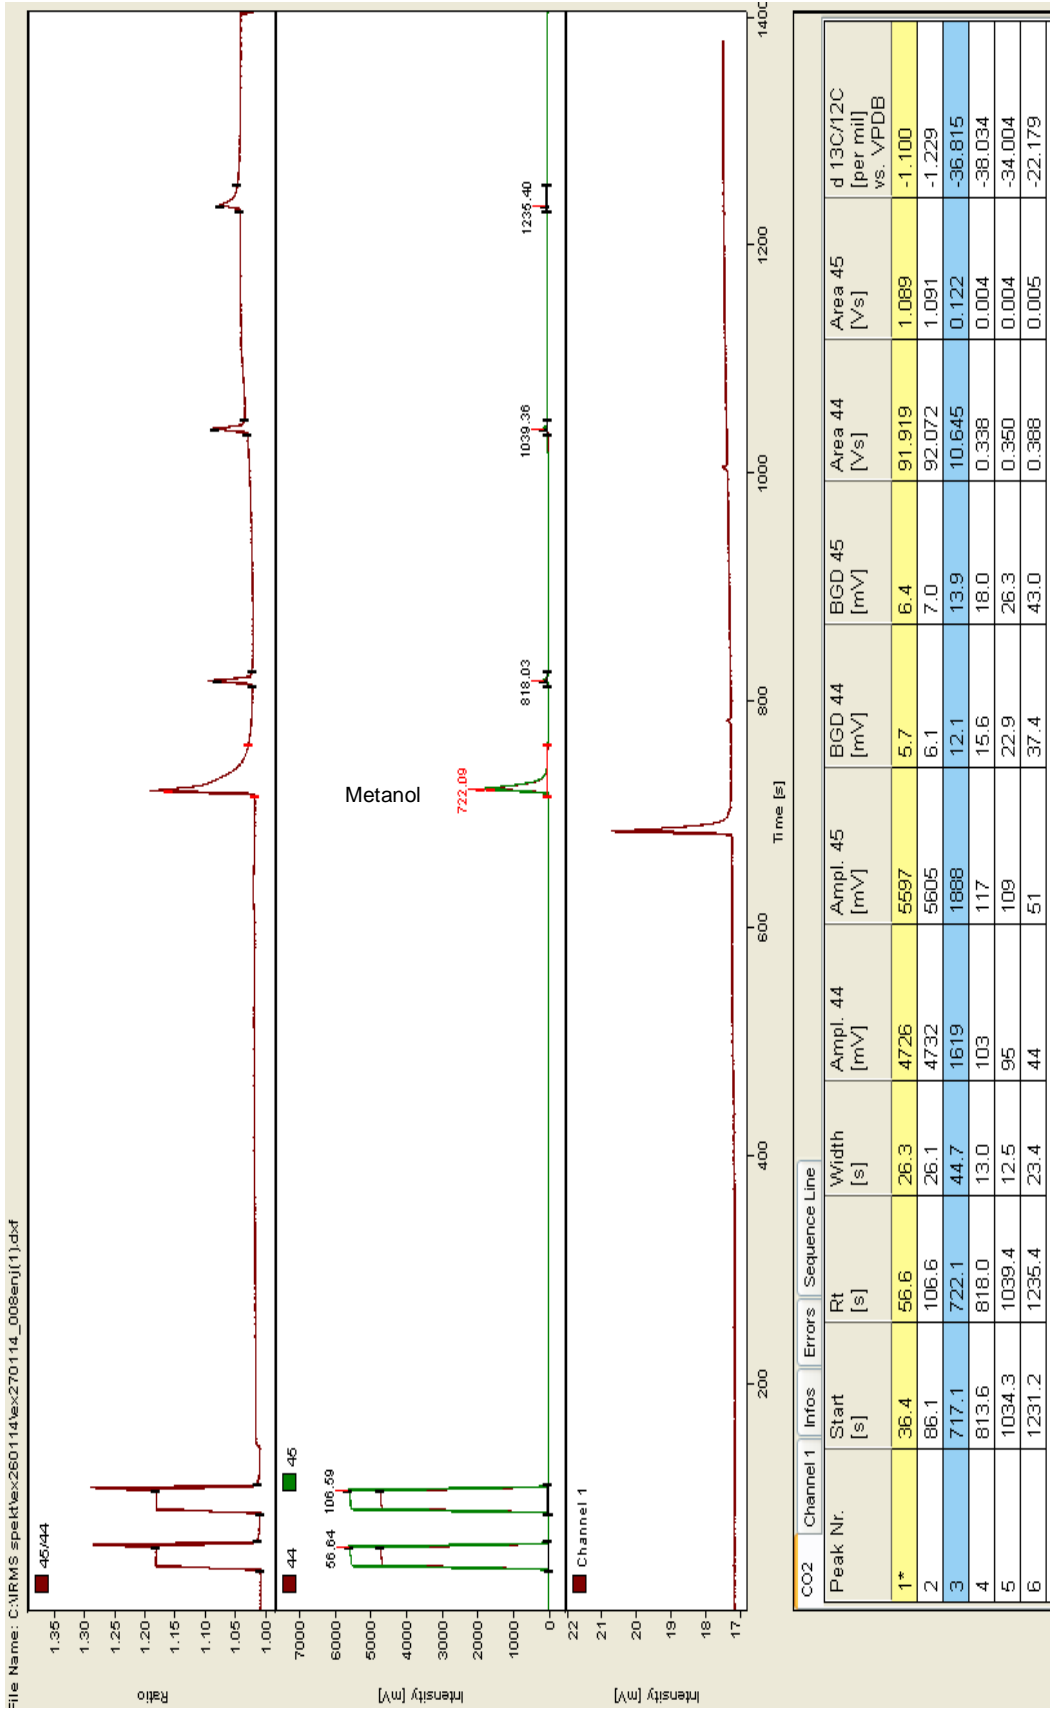 File Name: C:\IRMS spekt\ex260114\ex270114_008enj(1).dxf
45/44
1.35
1.30
1.25
1.20
1.15
1.10
1.05
1.00
Ratio
44
45
7000
6000
5000
4000
3000
2000
1000
0
Intensity [mV]
56.64
106.59
Metanol
722.09
818.03
1039.36
1235.40
Channel 1
22
21
20
19
18
17
Intensity [mV]
200
400
600
800
1000
1200
1400
Time [s]
CO2 Channel 1 Infos Errors Sequence Line
Peak Nr. Start [s] Rt [s] Width [s] Ampl. 44 [mV] Ampl. 45 [mV] BGD 44 [mV] BGD 45 [mV] Area 44 [Vs] Area 45 [Vs] d 13C/12C [per mil] vs. VPDB
1* 36.4 56.6 26.3 4726 5597 5.7 6.4 91.919 1.089 -1.100
2 86.1 106.6 26.1 4732 5605 6.1 7.0 92.072 1.091 -1.229
3 717.1 722.1 44.7 1619 1888 12.1 13.9 10.645 0.122 -36.815
4 813.6 818.0 13.0 103 117 15.6 18.0 0.338 0.004 -38.034
5 1034.3 1039.4 12.5 95 109 22.9 26.3 0.350 0.004 -34.004
6 1231.2 1235.4 23.4 44 51 37.4 43.0 0.388 0.005 -22.179